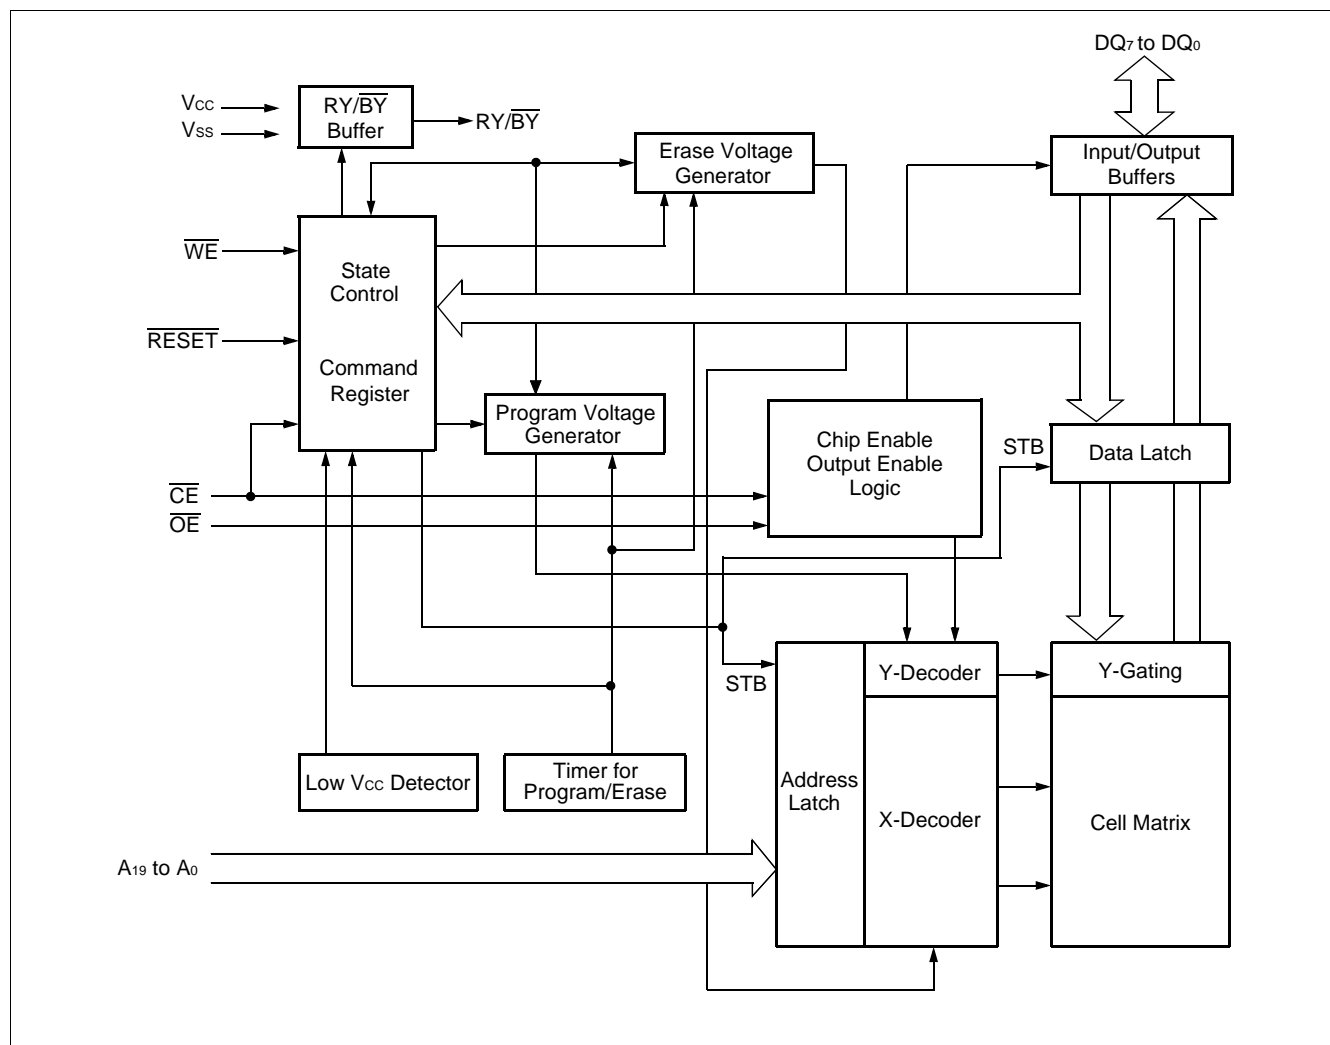 DQ7 to DQ0
VCC
VSS
RY/BY
Buffer
RY/BY
Erase Voltage
Generator
Input/Output
Buffers
WE
State
Control
RESET
Command
Register
Program Voltage
Generator
Chip Enable
Output Enable
Logic
STB
Data Latch
CE
OE
STB
Y-Decoder
Y-Gating
Low VCC Detector
Timer for
Program/Erase
Address
Latch
X-Decoder
Cell Matrix
A19 to A0